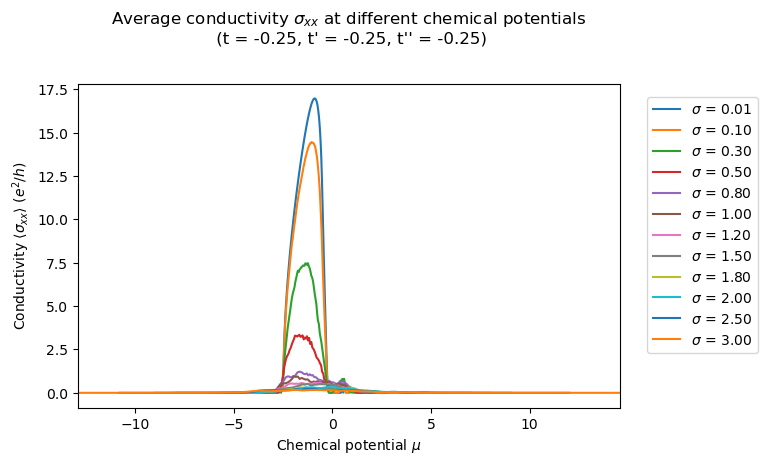 Average conductivity σxx at different chemical potentials
(t = -0.25, t' = -0.25, t'' = -0.25)
Conductivity ⟨σxx⟩ (e²/h)
17.5
15.0
12.5
10.0
7.5
5.0
2.5
0.0
−10
−5
0
5
10
Chemical potential μ
σ = 0.01
σ = 0.10
σ = 0.30
σ = 0.50
σ = 0.80
σ = 1.00
σ = 1.20
σ = 1.50
σ = 1.80
σ = 2.00
σ = 2.50
σ = 3.00